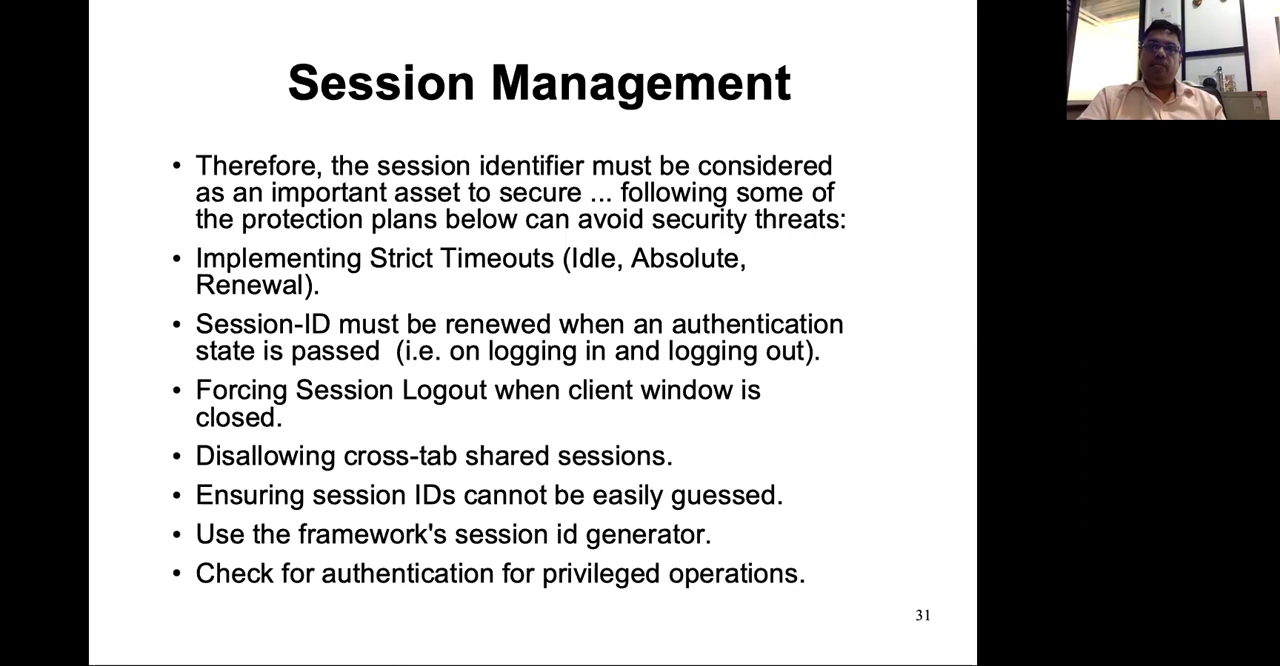 Session Management
• Therefore, the session identifier must be considered
as an important asset to secure ... following some of
the protection plans below can avoid security threats:
• Implementing Strict Timeouts (Idle, Absolute,
Renewal).
• Session-ID must be renewed when an authentication
state is passed  (i.e. on logging in and logging out).
• Forcing Session Logout when client window is
closed.
• Disallowing cross-tab shared sessions.
• Ensuring session IDs cannot be easily guessed.
• Use the framework's session id generator.
• Check for authentication for privileged operations.
31